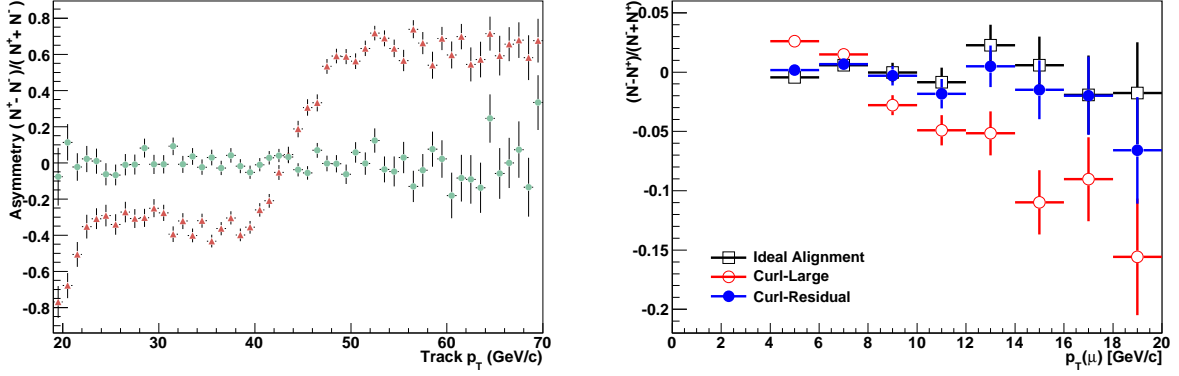 Asymmetry ( N⁺- N⁻ )/( N⁺+ N⁻ )
0.8
0.6
0.4
0.2
0
-0.2
-0.4
-0.6
-0.8
20 30 40 50 60 70
Track p_T (GeV/c)
(N⁻-N⁺)/(N⁻+N⁺)
0.05
0
-0.05
-0.1
-0.15
-0.2
Ideal Alignment
Curl-Large
Curl-Residual
0 2 4 6 8 10 12 14 16 18 20
p_T(μ) [GeV/c]